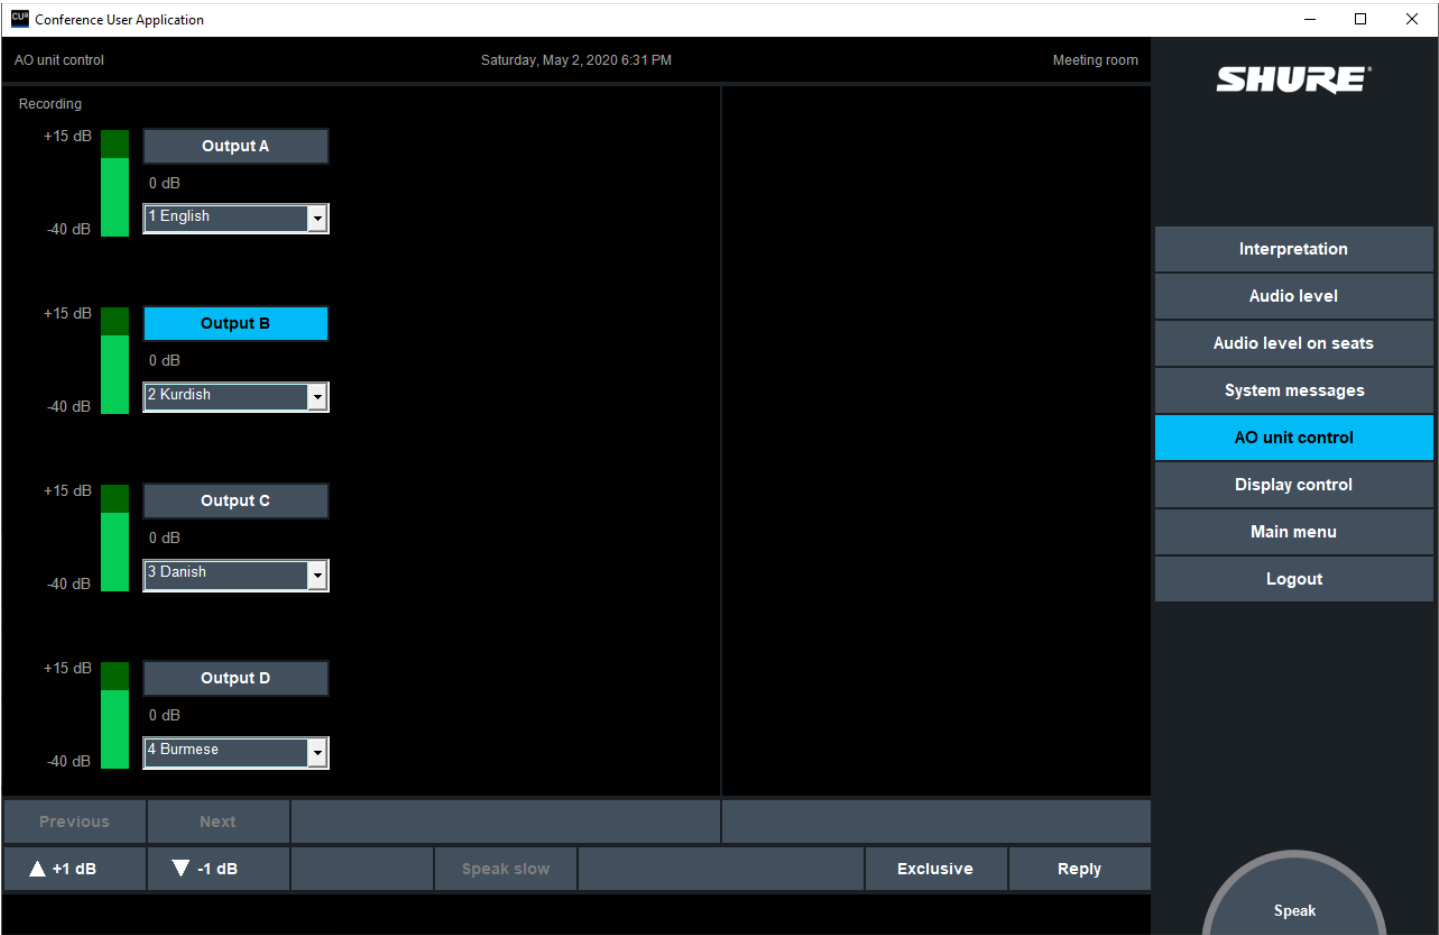 CUa Conference User Application
AO unit control
Saturday, May 2, 2020 6:31 PM
Meeting room
SHURE
Recording
+15 dB
Output A
0 dB
1 English
-40 dB
+15 dB
Output B
0 dB
2 Kurdish
-40 dB
+15 dB
Output C
0 dB
3 Danish
-40 dB
+15 dB
Output D
0 dB
4 Burmese
-40 dB
Previous
Next
+1 dB
-1 dB
Speak slow
Exclusive
Reply
Interpretation
Audio level
Audio level on seats
System messages
AO unit control
Display control
Main menu
Logout
Speak